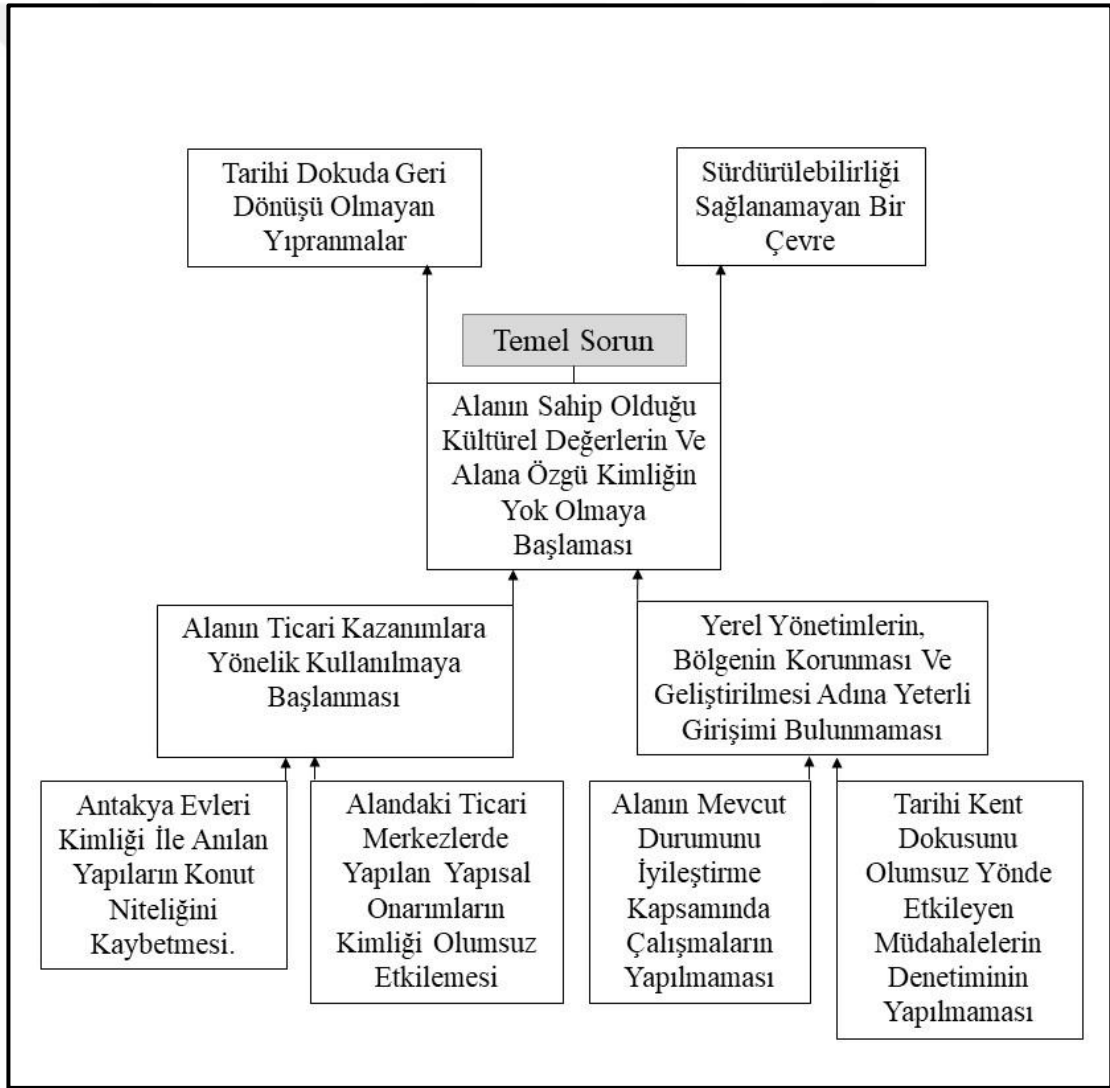 Tarihi Dokuda Geri
Dönüşü Olmayan
Yıpranmalar
Sürdürülebilirliği
Sağlanamayan Bir
Çevre
Temel Sorun
Alanın Sahip Olduğu
Kültürel Değerlerin Ve
Alana Özgü Kimliğin
Yok Olmaya
Başlaması
Alanın Ticari Kazanımlara
Yönelik Kullanılmaya
Başlanması
Yerel Yönetimlerin,
Bölgenin Korunması Ve
Geliştirilmesi Adına Yeterli
Girişimi Bulunmaması
Antakya Evleri
Kimliği İle Anılan
Yapıların Konut
Niteliğini
Kaybetmesi.
Alandaki Ticari
Merkezlerde
Yapılan Yapısal
Onarımların
Kimliği Olumsuz
Etkilemesi
Alanın Mevcut
Durumunu
İyileştirme
Kapsamında
Çalışmaların
Yapılmaması
Tarihi Kent
Dokusunu
Olumsuz Yönde
Etkileyen
Müdahalelerin
Denetiminin
Yapılmaması